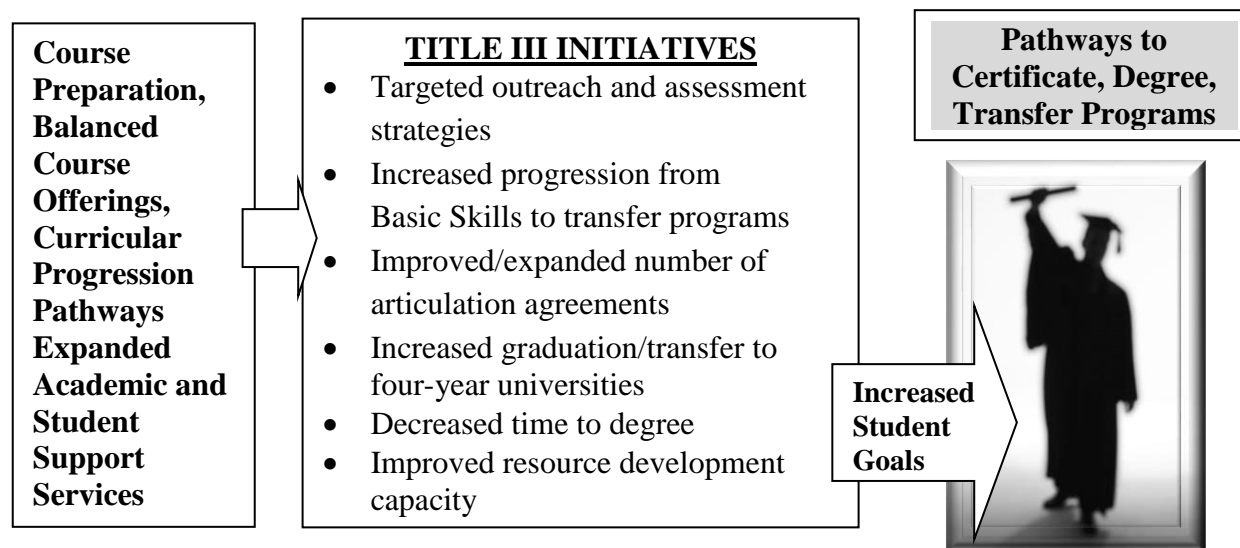 Course
Preparation,
Balanced
Course
Offerings,
Curricular
Progression
Pathways
Expanded
Academic and
Student
Support
Services
TITLE III INITIATIVES
• Targeted outreach and assessment
strategies
• Increased progression from
Basic Skills to transfer programs
• Improved/expanded number of
articulation agreements
• Increased graduation/transfer to
four-year universities
• Decreased time to degree
• Improved resource development
capacity
Increased
Student
Goals
Pathways to
Certificate, Degree,
Transfer Programs